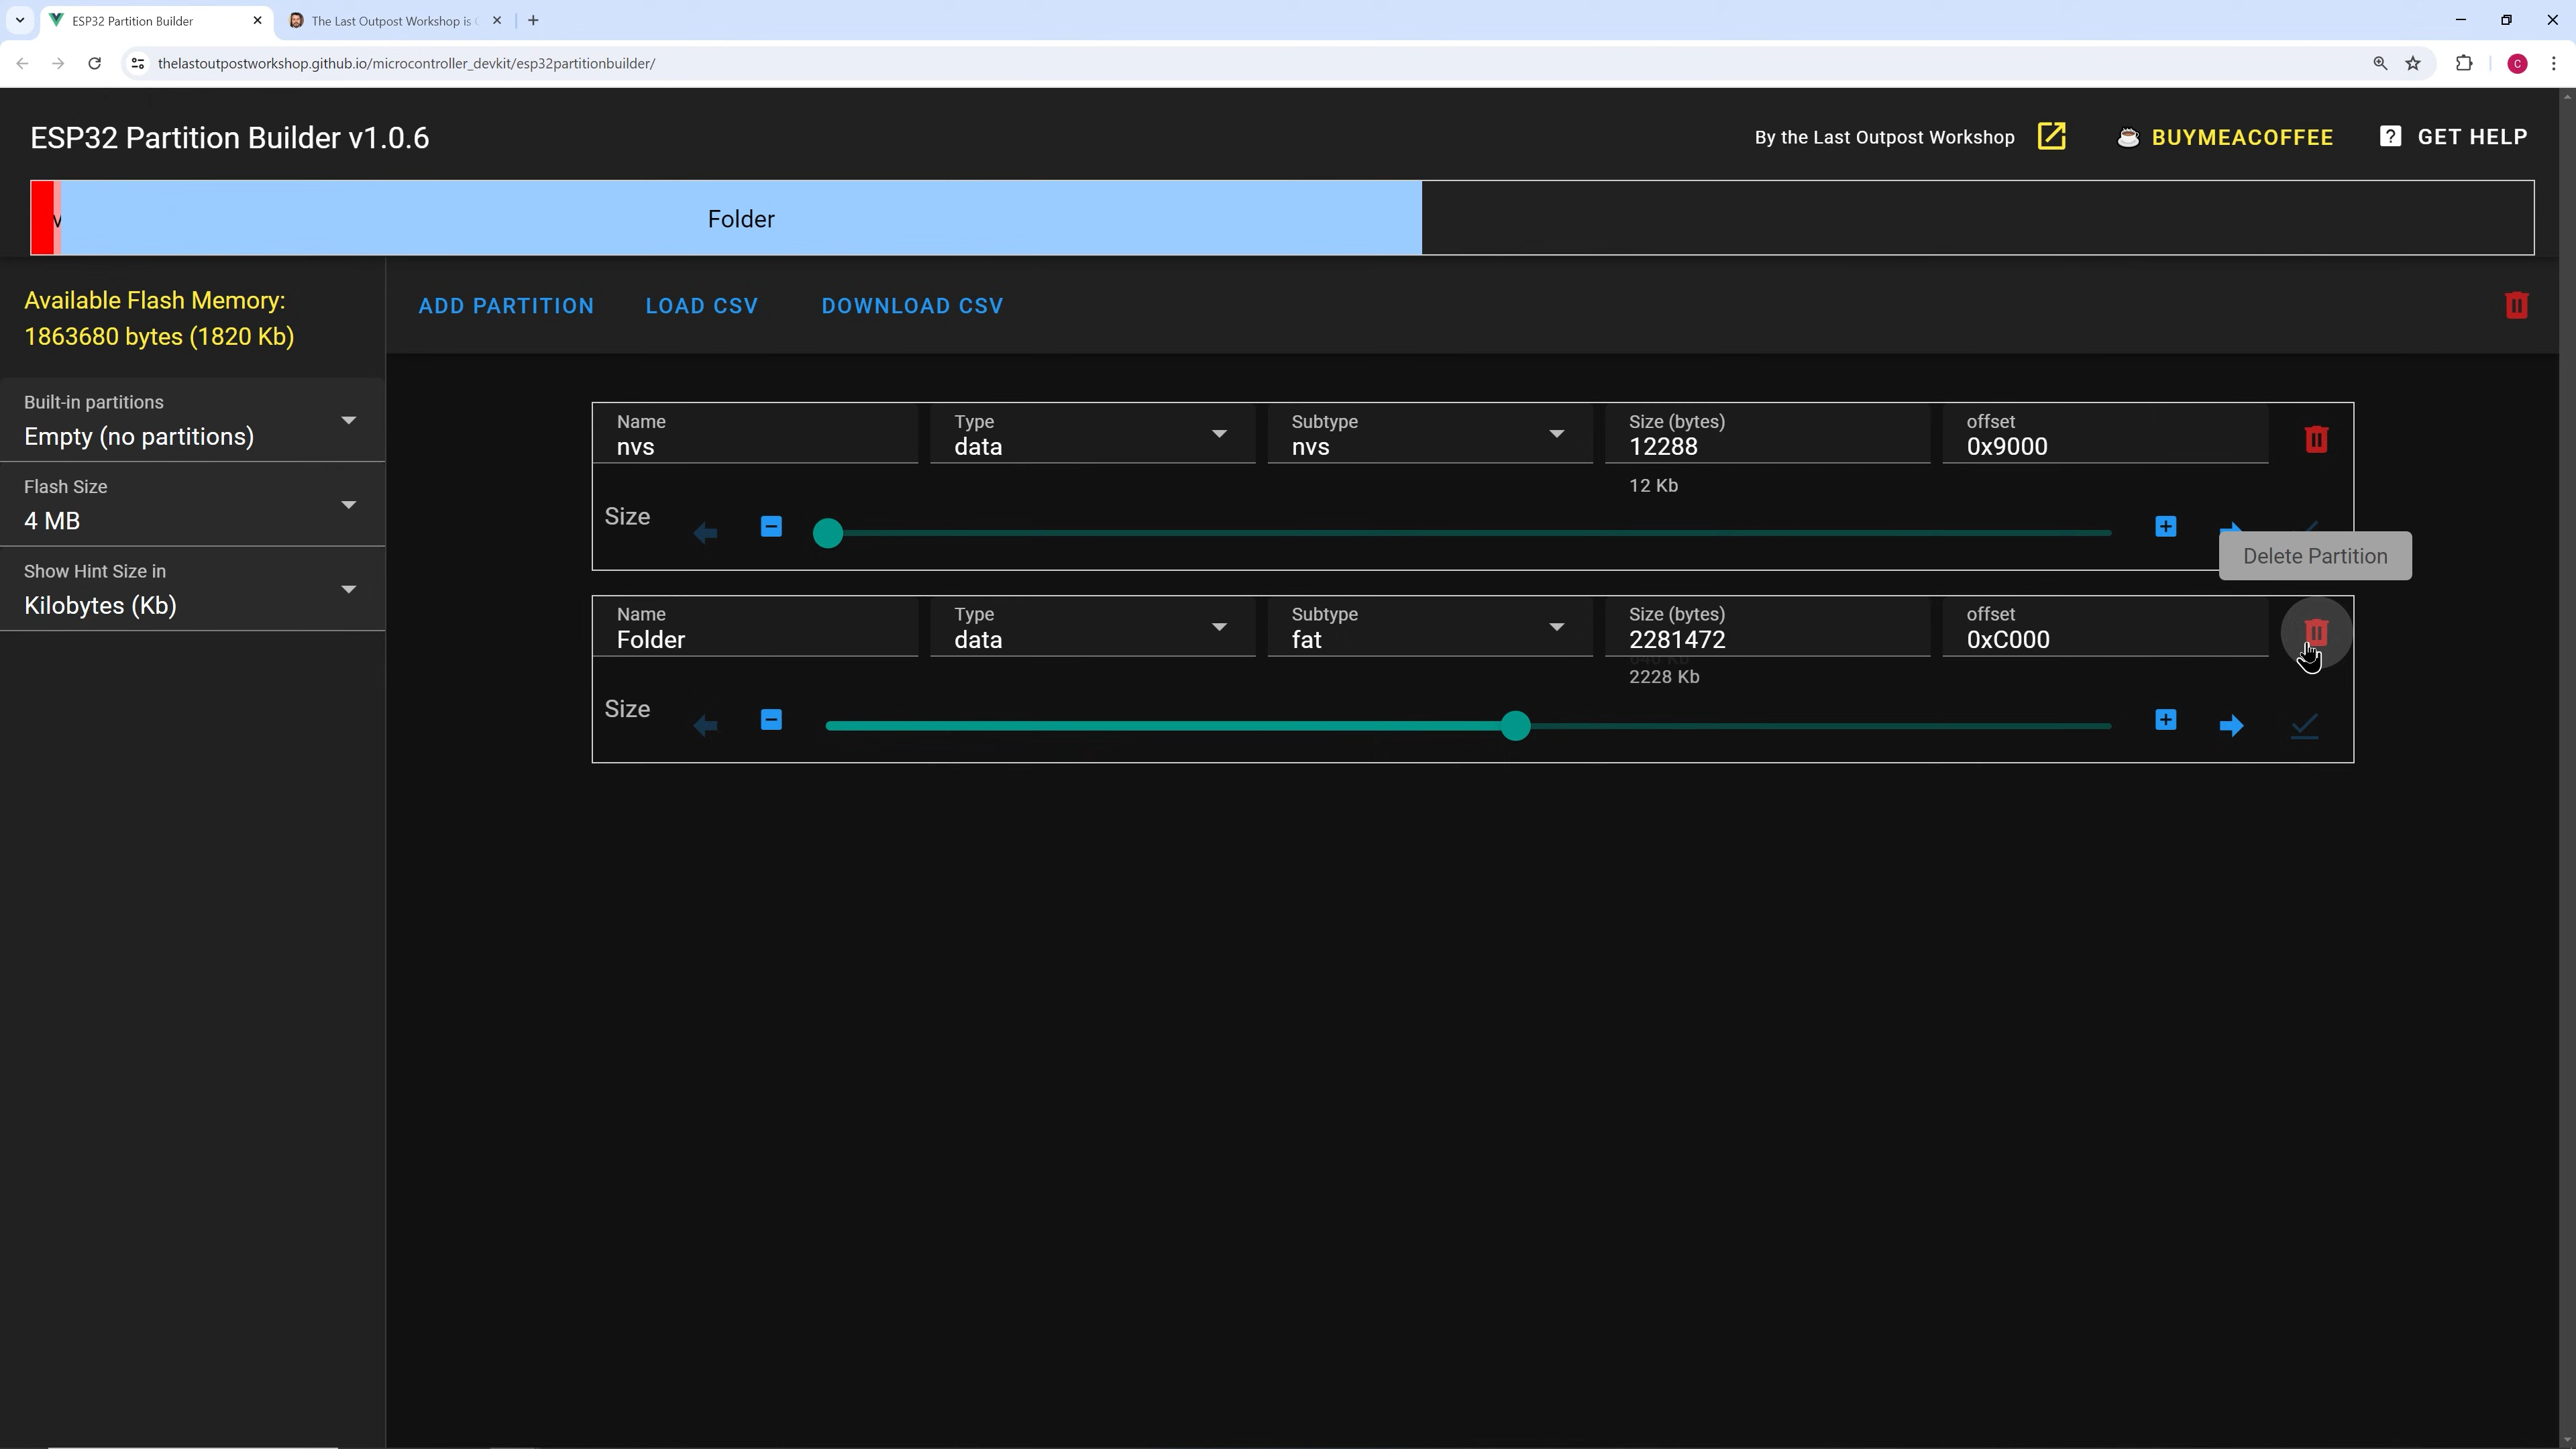 ESP32 Partition Builder
The Last Outpost Workshop is
thelastoutpostworkshop.github.io/microcontroller_devkit/esp32partitionbuilder/
C
ESP32 Partition Builder v1.0.6
By the Last Outpost Workshop
BUYMEACOFFEE
GET HELP
Folder
Available Flash Memory:
1863680 bytes (1820 Kb)
ADD PARTITION
LOAD CSV
DOWNLOAD CSV
Built-in partitions
Empty (no partitions)
Flash Size
4 MB
Show Hint Size in
Kilobytes (Kb)
Name
nvs
Type
data
Subtype
nvs
Size (bytes)
12288
offset
0x9000
12 Kb
Size
Delete Partition
Name
Folder
Type
data
Subtype
fat
Size (bytes)
2281472
offset
0xC000
2228 Kb
Size